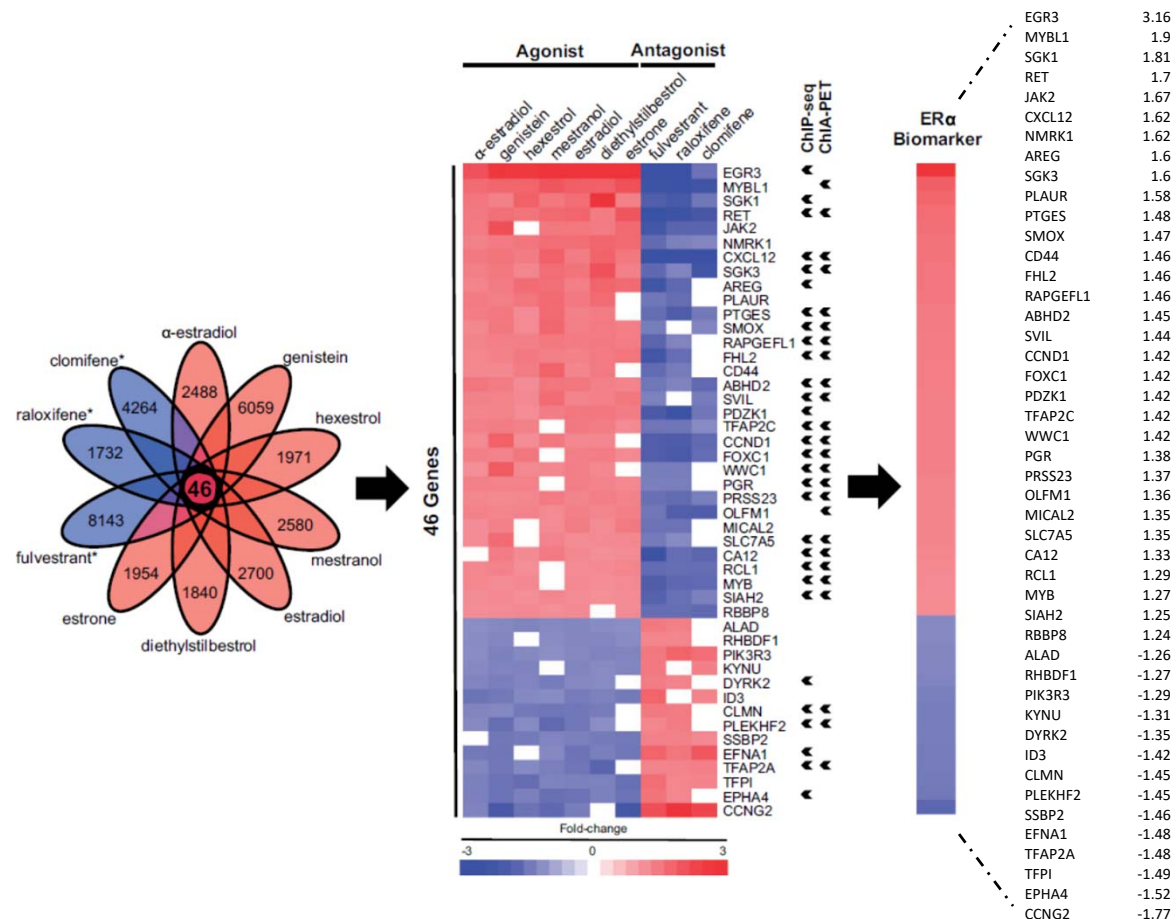 α-estradiol
clomifene*
genistein
raloxifene*
hexestrol
fulvestrant*
mestranol
estrone
estradiol
diethylstilbestrol
2488
4264
6059
1732
1971
46
8143
2580
1954
2700
1840
Agonist
Antagonist
α-estradiol
genistein
hexestrol
mestranol
estradiol
diethylstilbestrol
estrone
fulvestrant
raloxifene
clomifene
ChIP-seq
ChIA-PET
46 Genes
EGR3
MYBL1
SGK1
RET
JAK2
NMRK1
CXCL12
SGK3
AREG
PLAUR
PTGES
SMOX
RAPGEFL1
FHL2
CD44
ABHD2
SVIL
PDZK1
TFAP2C
CCND1
FOXC1
WWC1
PGR
PRSS23
OLFM1
MICAL2
SLC7A5
CA12
RCL1
MYB
SIAH2
RBBP8
ALAD
RHBDF1
PIK3R3
KYNU
DYRK2
ID3
CLMN
PLEKHF2
SSBP2
EFNA1
TFAP2A
TFPI
EPHA4
CCNG2
Fold-change
-3 0 3
ERα
Biomarker
EGR3 3.16
MYBL1 1.9
SGK1 1.81
RET 1.7
JAK2 1.67
CXCL12 1.62
NMRK1 1.62
AREG 1.6
SGK3 1.6
PLAUR 1.58
PTGES 1.48
SMOX 1.47
CD44 1.46
FHL2 1.46
RAPGEFL1 1.46
ABHD2 1.45
SVIL 1.44
CCND1 1.42
FOXC1 1.42
PDZK1 1.42
TFAP2C 1.42
WWC1 1.42
PGR 1.38
PRSS23 1.37
OLFM1 1.36
MICAL2 1.35
SLC7A5 1.35
CA12 1.33
RCL1 1.29
MYB 1.27
SIAH2 1.25
RBBP8 1.24
ALAD -1.26
RHBDF1 -1.27
PIK3R3 -1.29
KYNU -1.31
DYRK2 -1.35
ID3 -1.42
CLMN -1.45
PLEKHF2 -1.45
SSBP2 -1.46
EFNA1 -1.48
TFAP2A -1.48
TFPI -1.49
EPHA4 -1.52
CCNG2 -1.77